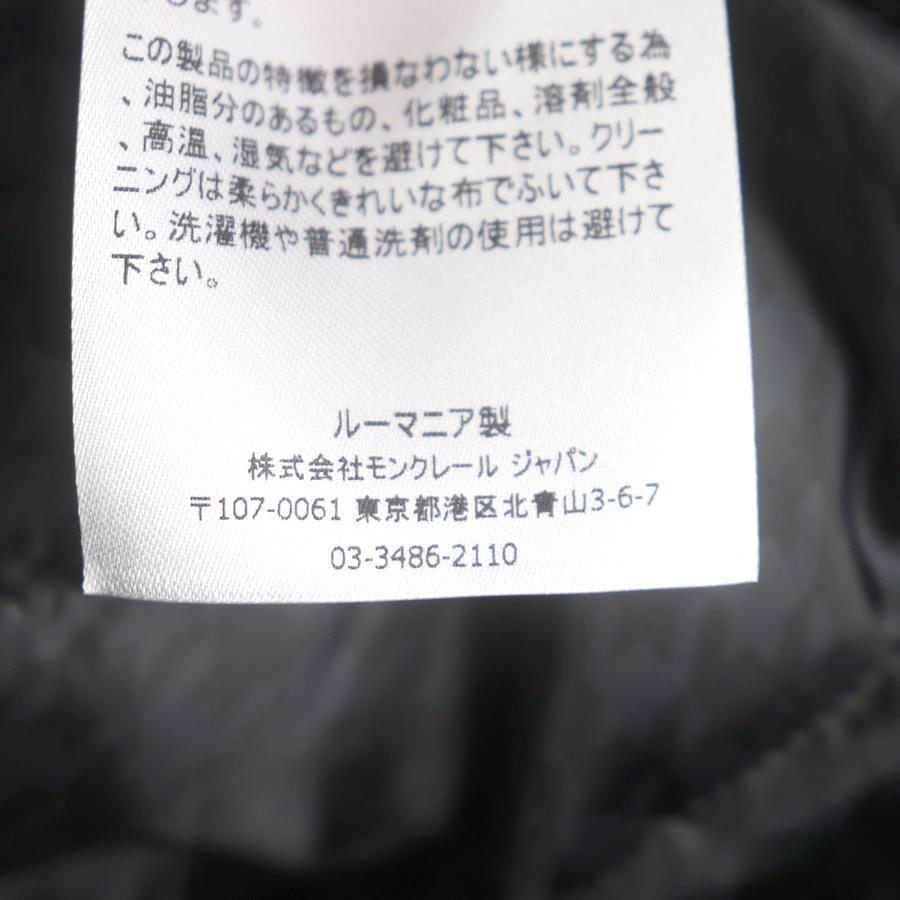 します。
この製品の特徴を損なわない様にする為
、油脂分のあるもの、化粧品、溶剤全般
、高温、湿気などを避けて下さい。クリー
ニングは柔らかくきれいな布でふいて下さ
い。洗濯機や普通洗剤の使用は避けて
下さい。
ルーマニア製
株式会社モンクレール ジャパン
〒107-0061 東京都港区北青山3-6-7
03-3486-2110